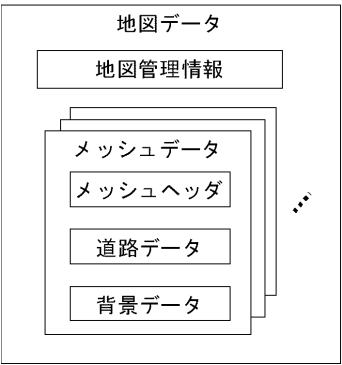 地図データ
地図管理情報
メッシュデータ
メッシュヘッダ
道路データ
背景データ